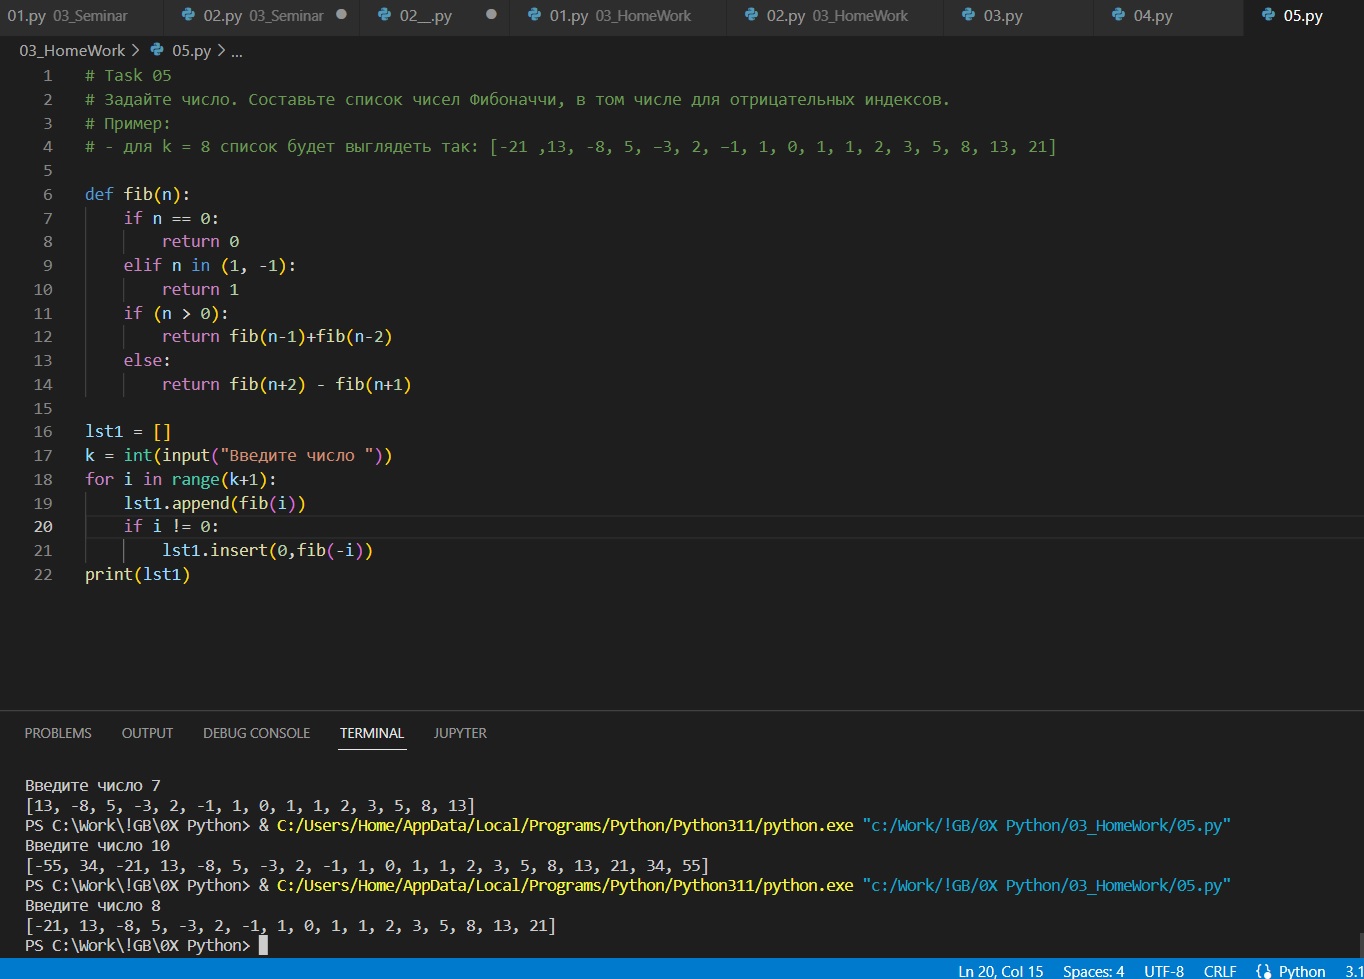 01.py 03_Seminar 02.py 03_Seminar 02__.py 01.py 03_HomeWork 02.py 03_HomeWork 03.py 04.py 05.py
03_HomeWork > 05.py > ...
1 # Task 05
2 # Задайте число. Составьте список чисел Фибоначчи, в том числе для отрицательных индексов.
3 # Пример:
4 # - для k = 8 список будет выглядеть так: [-21 ,13, -8, 5, −3, 2, −1, 1, 0, 1, 1, 2, 3, 5, 8, 13, 21]
5
6 def fib(n):
7     if n == 0:
8         return 0
9     elif n in (1, -1):
10         return 1
11     if (n > 0):
12         return fib(n-1)+fib(n-2)
13     else:
14         return fib(n+2) - fib(n+1)
15
16 lst1 = []
17 k = int(input("Введите число "))
18 for i in range(k+1):
19     lst1.append(fib(i))
20     if i != 0:
21         lst1.insert(0,fib(-i))
22 print(lst1)
PROBLEMS OUTPUT DEBUG CONSOLE TERMINAL JUPYTER
Введите число 7
[13, -8, 5, -3, 2, -1, 1, 0, 1, 1, 2, 3, 5, 8, 13]
PS C:\Work\!GB\0X Python> & C:/Users/Home/AppData/Local/Programs/Python/Python311/python.exe "c:/Work/!GB/0X Python/03_HomeWork/05.py"
Введите число 10
[-55, 34, -21, 13, -8, 5, -3, 2, -1, 1, 0, 1, 1, 2, 3, 5, 8, 13, 21, 34, 55]
PS C:\Work\!GB\0X Python> & C:/Users/Home/AppData/Local/Programs/Python/Python311/python.exe "c:/Work/!GB/0X Python/03_HomeWork/05.py"
Введите число 8
[-21, 13, -8, 5, -3, 2, -1, 1, 0, 1, 1, 2, 3, 5, 8, 13, 21]
PS C:\Work\!GB\0X Python>
Ln 20, Col 15 Spaces: 4 UTF-8 CRLF Python 3.1